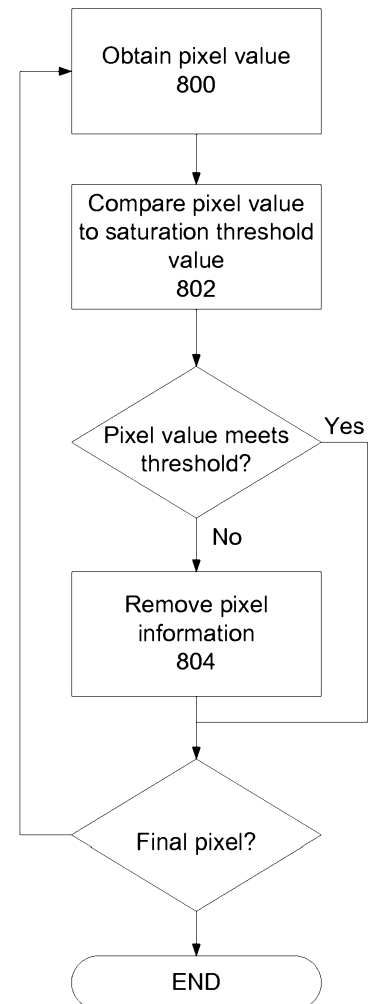 Obtain pixel value
800
Compare pixel value
to saturation threshold
value
802
Pixel value meets
threshold?
Yes
No
Remove pixel
information
804
Final pixel?
END